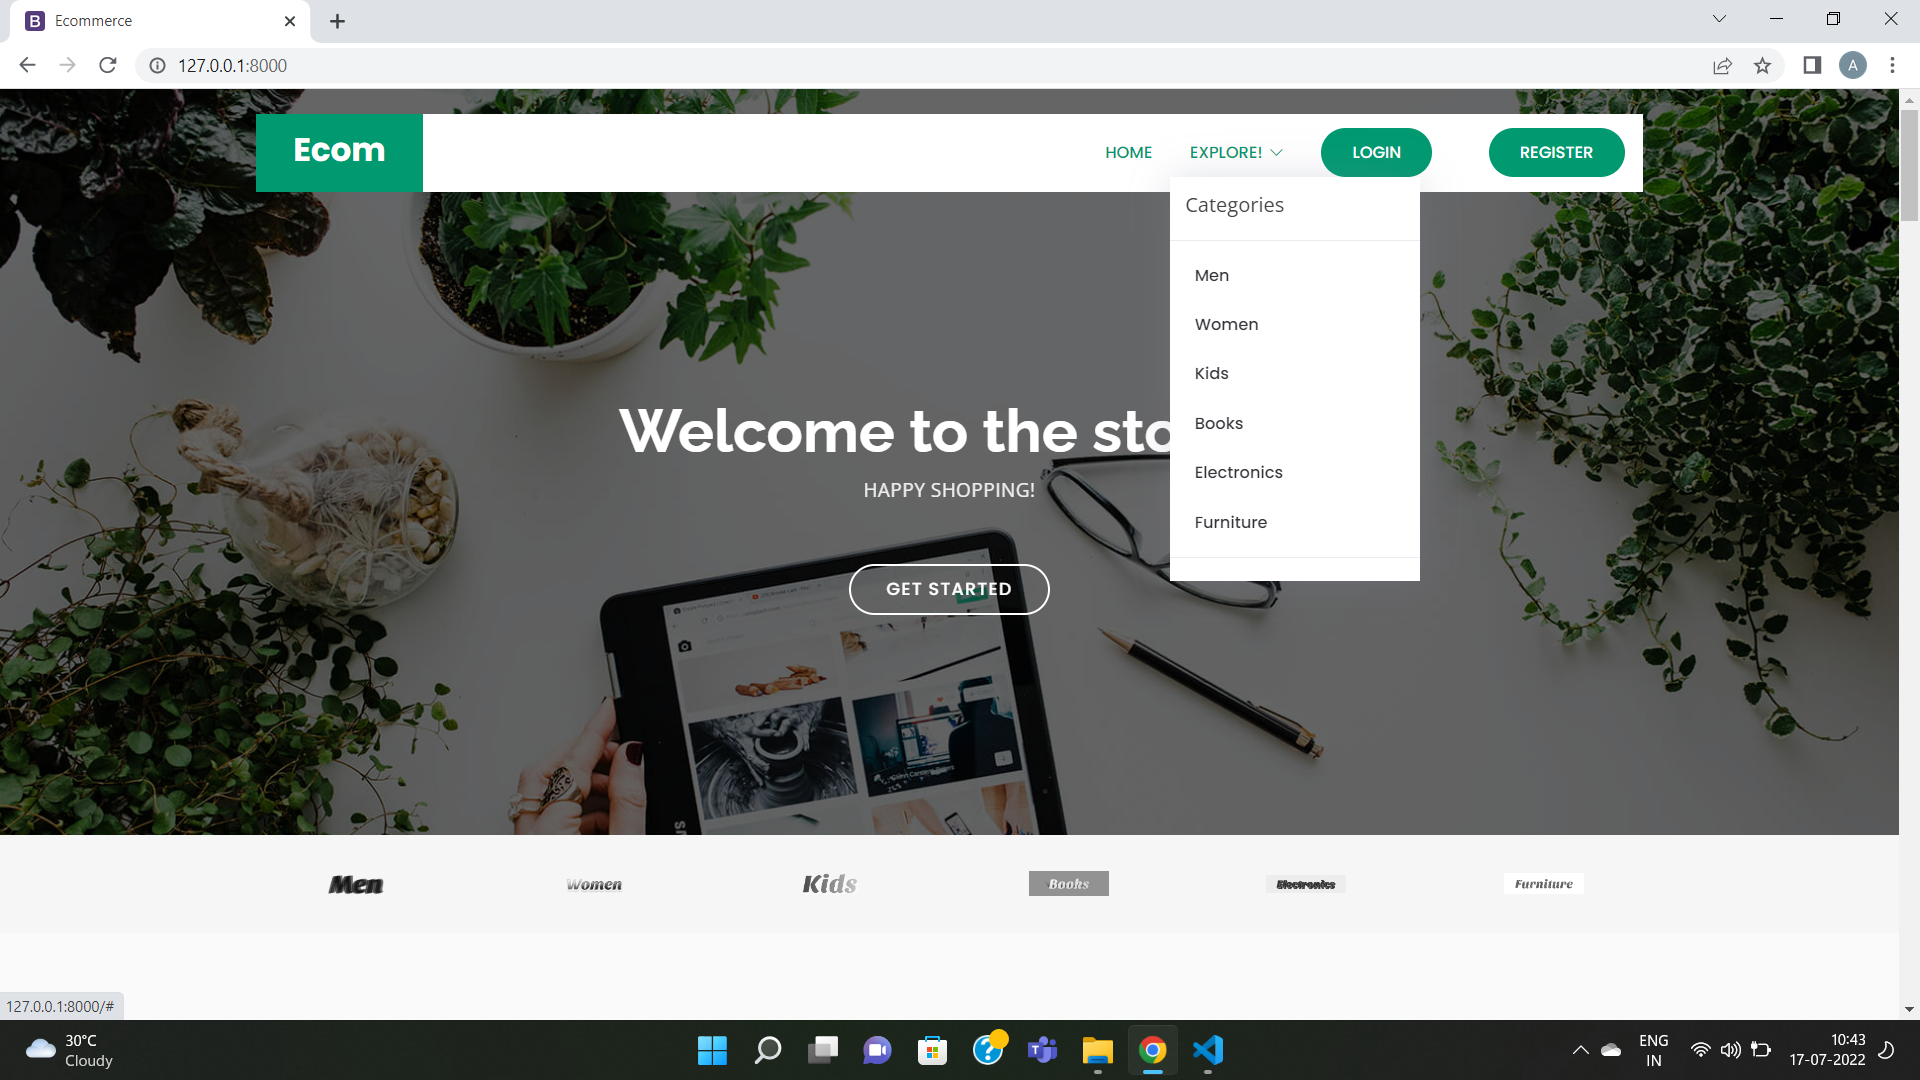 Ecommerce
127.0.0.1:8000
A
Ecom
HOME
EXPLORE!
LOGIN
REGISTER
Categories
Men
Women
Kids
Books
Electronics
Furniture
Welcome to the sto
HAPPY SHOPPING!
GET STARTED
Men
Women
Kids
Books
Electronics
Furniture
127.0.0.1:8000/#
30°C
Cloudy
ENG
IN
10:43
17-07-2022